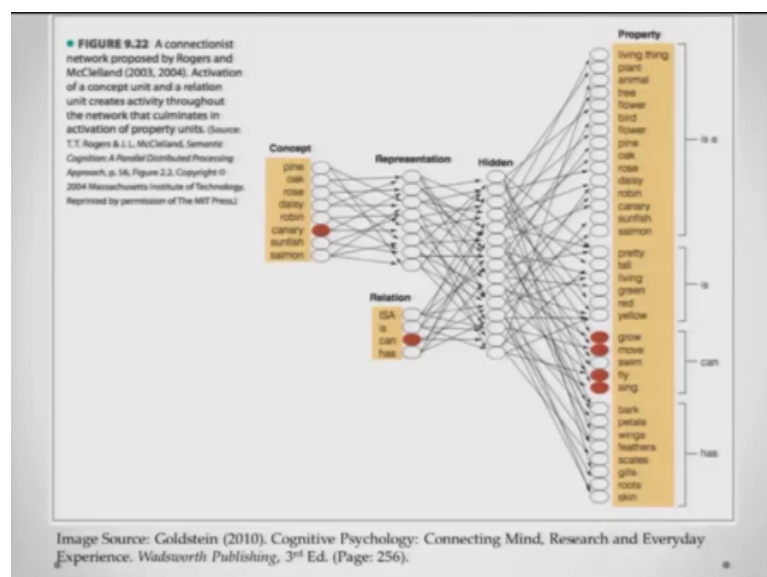 • FIGURE 9.22 A connectionist
network proposed by Rogers and
McClelland (2003, 2004). Activation
of a concept unit and a relation
unit creates activity throughout
the network that culminates in
activation of property units. (Source:
T. T. Rogers & J. L. McClelland, Semantic
Cognition: A Parallel Distributed Processing
Approach, p. 56, Figure 2.2. Copyright ©
2004 Massachusetts Institute of Technology.
Reprinted by permission of The MIT Press.)
Concept
pine
oak
rose
daisy
robin
canary
sunfish
salmon
Representation
Relation
ISA
is
can
has
Hidden
Property
living thing
plant
animal
tree
flower
bird
flower
pine
oak
rose
daisy
robin
canary
sunfish
salmon
is a
pretty
tall
living
green
red
yellow
is
grow
move
swim
fly
sing
can
bark
petals
wings
feathers
scales
gills
roots
skin
has
Image Source: Goldstein (2010). Cognitive Psychology: Connecting Mind, Research and Everyday
Experience. Wadsworth Publishing, 3rd Ed. (Page: 256).